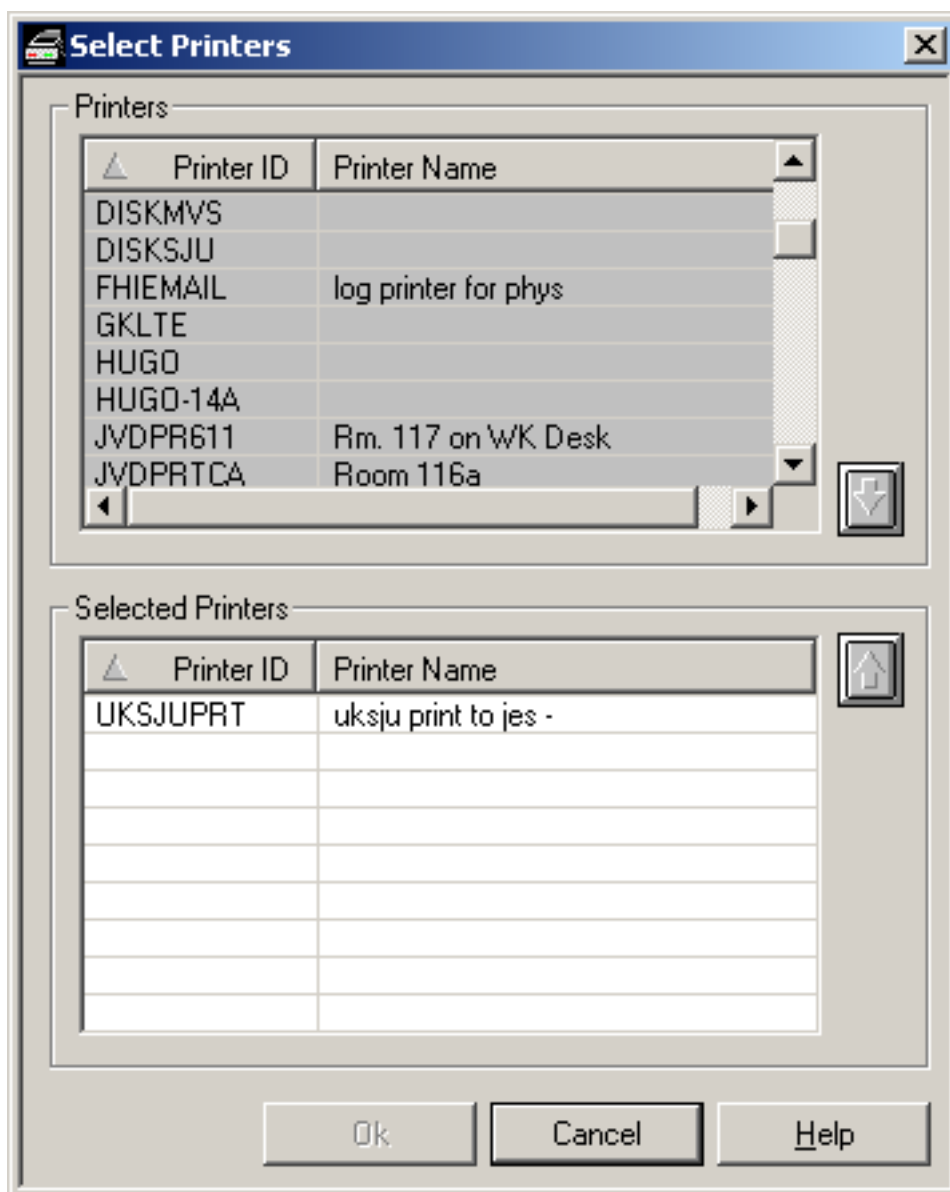 Select Printers
Printers
Printer ID Printer Name
DISKMVS
DISKSJU
FHIEMAIL log printer for phys
GKLTE
HUGO
HUGO-14A
JVDPR611 Rm. 117 on WK Desk
JVDPRTCA Room 116a
Selected Printers
Printer ID Printer Name
UKSJUPRT uksju print to jes -
Ok Cancel Help